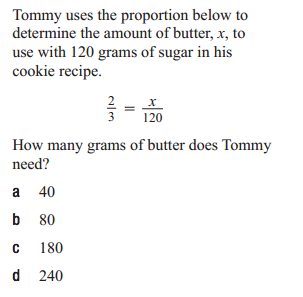 Tommy uses the proportion below to
determine the amount of butter, x, to
use with 120 grams of sugar in his
cookie recipe.
2/3 = x/120
How many grams of butter does Tommy
need?
a 40
b 80
c 180
d 240